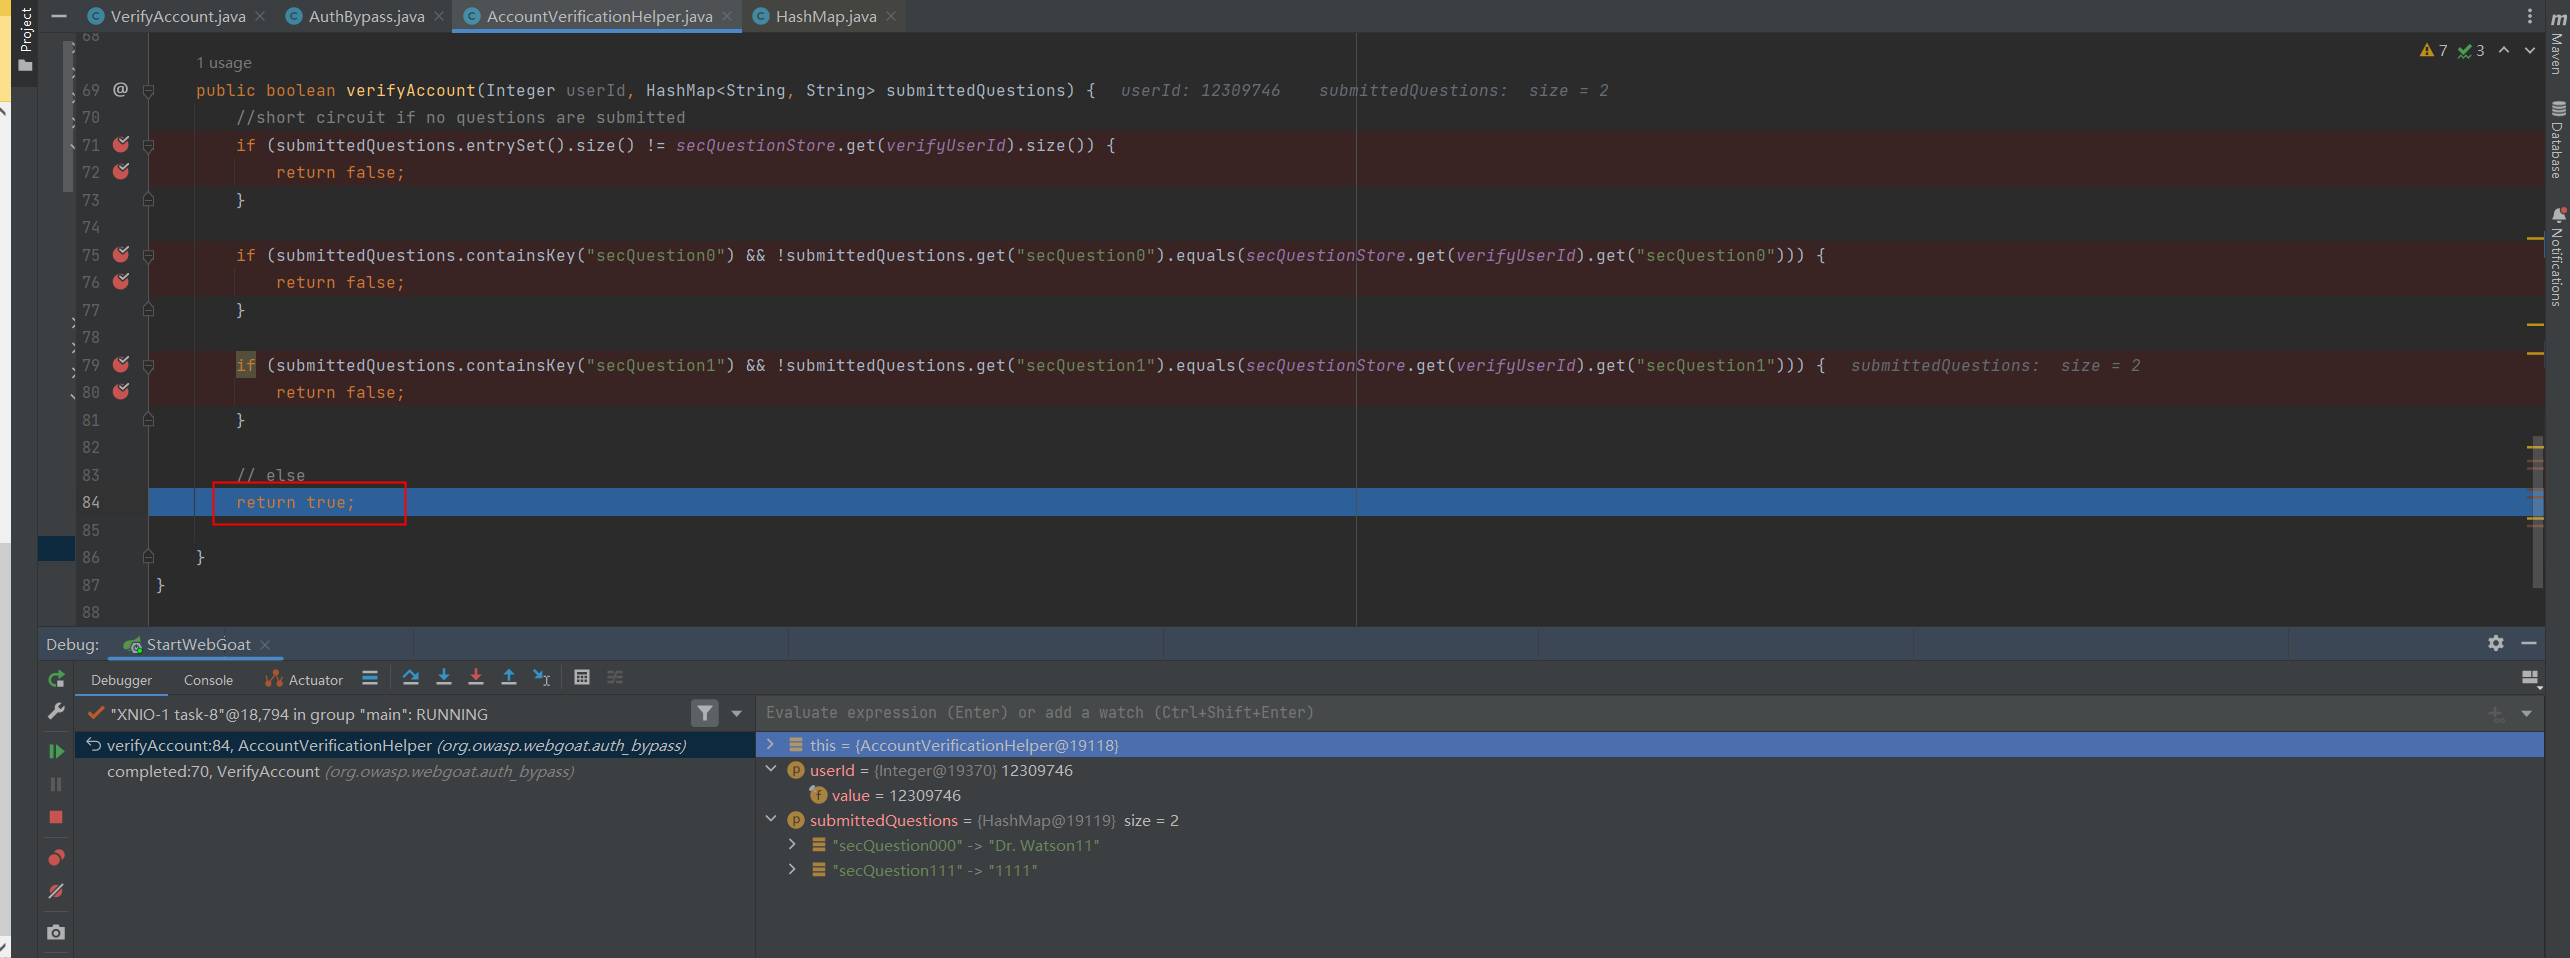 Project
VerifyAccount.java
AuthBypass.java
AccountVerificationHelper.java
HashMap.java
m
Maven
Database
Notifications
7
3
68
1 usage
69 @ public boolean verifyAccount(Integer userId, HashMap<String, String> submittedQuestions) { userId: 12309746 submittedQuestions: size = 2
70 //short circuit if no questions are submitted
71 if (submittedQuestions.entrySet().size() != secQuestionStore.get(verifyUserId).size()) {
72 return false;
73 }
74
75 if (submittedQuestions.containsKey("secQuestion0") && !submittedQuestions.get("secQuestion0").equals(secQuestionStore.get(verifyUserId).get("secQuestion0"))) {
76 return false;
77 }
78
79 if (submittedQuestions.containsKey("secQuestion1") && !submittedQuestions.get("secQuestion1").equals(secQuestionStore.get(verifyUserId).get("secQuestion1"))) { submittedQuestions: size = 2
80 return false;
81 }
82
83 // else
84 return true;
85
86 }
87 }
88
Debug: StartWebGoat
Debugger Console Actuator
"XNIO-1 task-8"@18,794 in group "main": RUNNING
verifyAccount:84, AccountVerificationHelper (org.owasp.webgoat.auth_bypass)
completed:70, VerifyAccount (org.owasp.webgoat.auth_bypass)
Evaluate expression (Enter) or add a watch (Ctrl+Shift+Enter)
this = {AccountVerificationHelper@19118}
userId = {Integer@19370} 12309746
value = 12309746
submittedQuestions = {HashMap@19119} size = 2
"secQuestion000" -> "Dr. Watson11"
"secQuestion111" -> "1111"